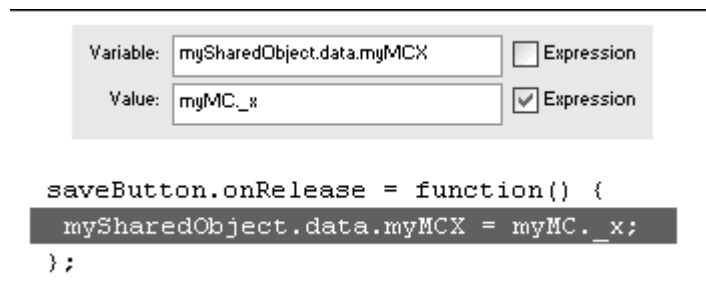 Variable: mySharedObject.data.myMCX Expression
Value: myMC._x Expression
saveButton.onRelease = function() {
mySharedObject.data.myMCX = myMC._x;
};